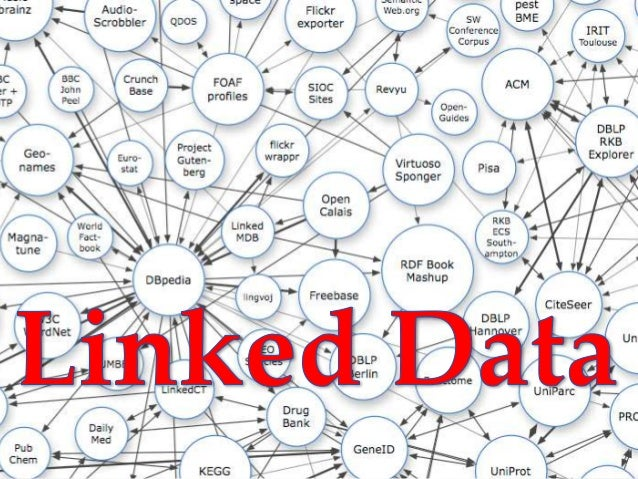 Audio-
Scrobbler
QDOS
Flickr
exporter
Web.org
SW
Conference
Corpus
pest
BME
IRIT
Toulouse
BBC
John
Peel
Crunch
Base
FOAF
profiles
SIOC
Sites
Revyu
Open-
Guides
ACM
DBLP
RKB
Explorer
Geo-
names
Euro-
stat
Project
Guten-
berg
flickr
wrappr
Virtuoso
Sponger
Pisa
Open
Calais
Magna-
tune
World
Fact-
book
Linked
MDB
RKB
ECS
South-
ampton
DBpedia
RDF Book
Mashup
lingvoj
Freebase
CiteSeer
DBLP
Hannover
Linked Data
LinkedCT
UniParc
Drug
Bank
Daily
Med
Pub
Chem
GeneID
KEGG
UniProt